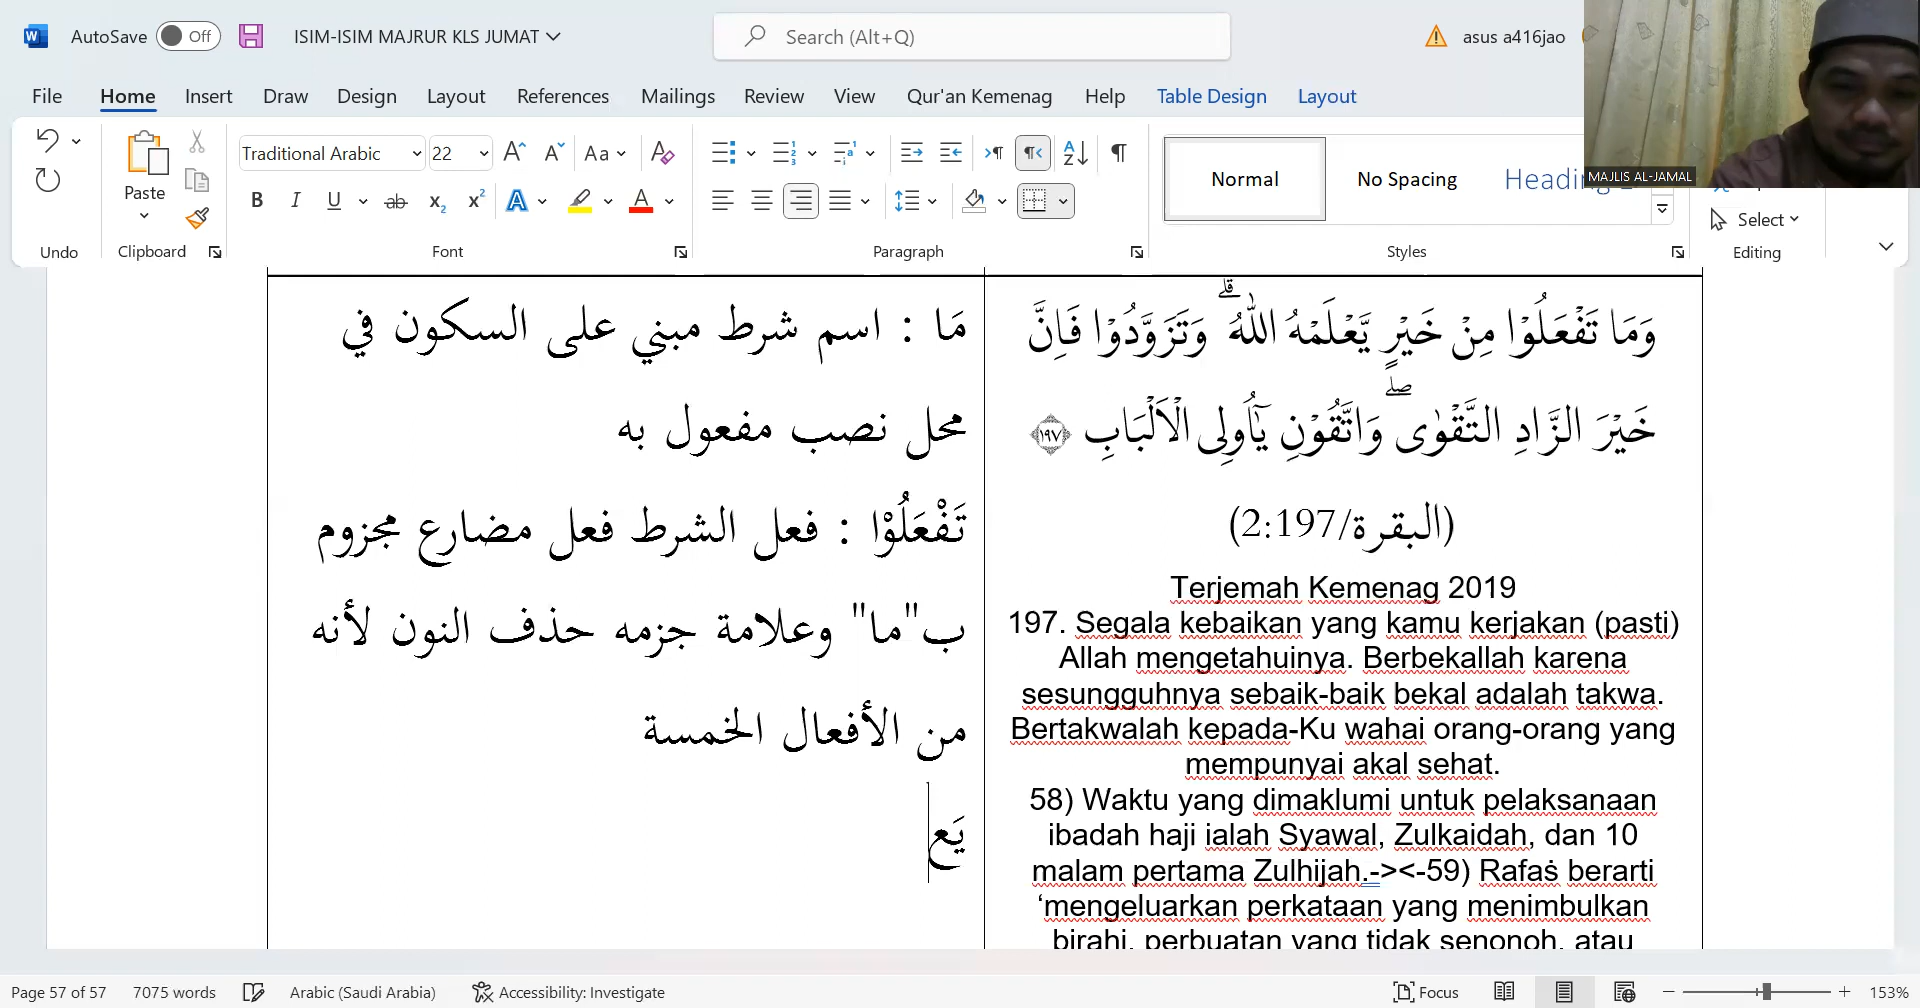 AutoSave Off ISIM-ISIM MAJRUR KLS JUMAT Search (Alt+Q) asus a416jao
MAJLIS AL-JAMAL
File Home Insert Draw Design Layout References Mailings Review View Qur'an Kemenag Help Table Design Layout
Traditional Arabic 22
Paste
Normal No Spacing Heading
Select
Undo Clipboard Font Paragraph Styles Editing
وَمَا تَفْعَلُوْا مِنْ خَيْرٍ يَّعْلَمْهُ اللّٰهُ ۗ وَتَزَوَّدُوْا فَاِنَّ
خَيْرَ الزَّادِ التَّقْوٰىۖ وَاتَّقُوْنِ يٰٓاُولِى الْاَلْبَابِ ١٩٧
(البقرة/2:197)
Terjemah Kemenag 2019
197. Segala kebaikan yang kamu kerjakan (pasti)
Allah mengetahuinya. Berbekallah karena
sesungguhnya sebaik-baik bekal adalah takwa.
Bertakwalah kepada-Ku wahai orang-orang yang
mempunyai akal sehat.
58) Waktu yang dimaklumi untuk pelaksanaan
ibadah haji ialah Syawal, Zulkaidah, dan 10
malam pertama Zulhijah.-><-59) Rafaṡ berarti
‘mengeluarkan perkataan yang menimbulkan
birahi, perbuatan yang tidak senonoh, atau
مَا : اسم شرط مبني على السكون في
محل نصب مفعول به
تَفْعَلُوْا : فعل الشرط فعل مضارع مجزوم
ب"ما" وعلامة جزمه حذف النون لأنه
من الأفعال الخمسة
يَع
Page 57 of 57 7075 words Arabic (Saudi Arabia) Accessibility: Investigate Focus 153%